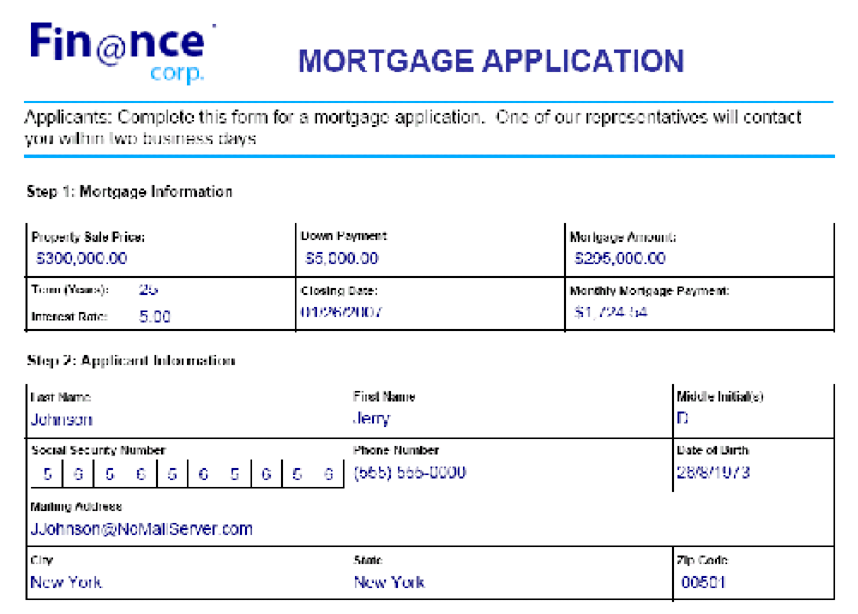 Fin@nce
corp.
MORTGAGE APPLICATION
Applicants: Complete this form for a mortgage application. One of our representatives will contact
you within two business days
Step 1: Mortgage Information
Property Sale Price: Down Payment Mortgage Amount:
$300,000.00 $5,000.00 $295,000.00
Term (Years): 25 Closing Date: Monthly Mortgage Payment:
Interest Rate: 5.00 01/26/2007 $1,724.54
Step 2: Applicant Information
Last Name First Name Middle Initial(s)
Johnson Jerry D
Social Security Number Phone Number Date of Birth
5 6 5 6 5 6 5 6 5 6 (555) 555-0000 28/8/1973
Mailing Address
JJohnson@NoMailServer.com
City State Zip Code
New York New York 00501